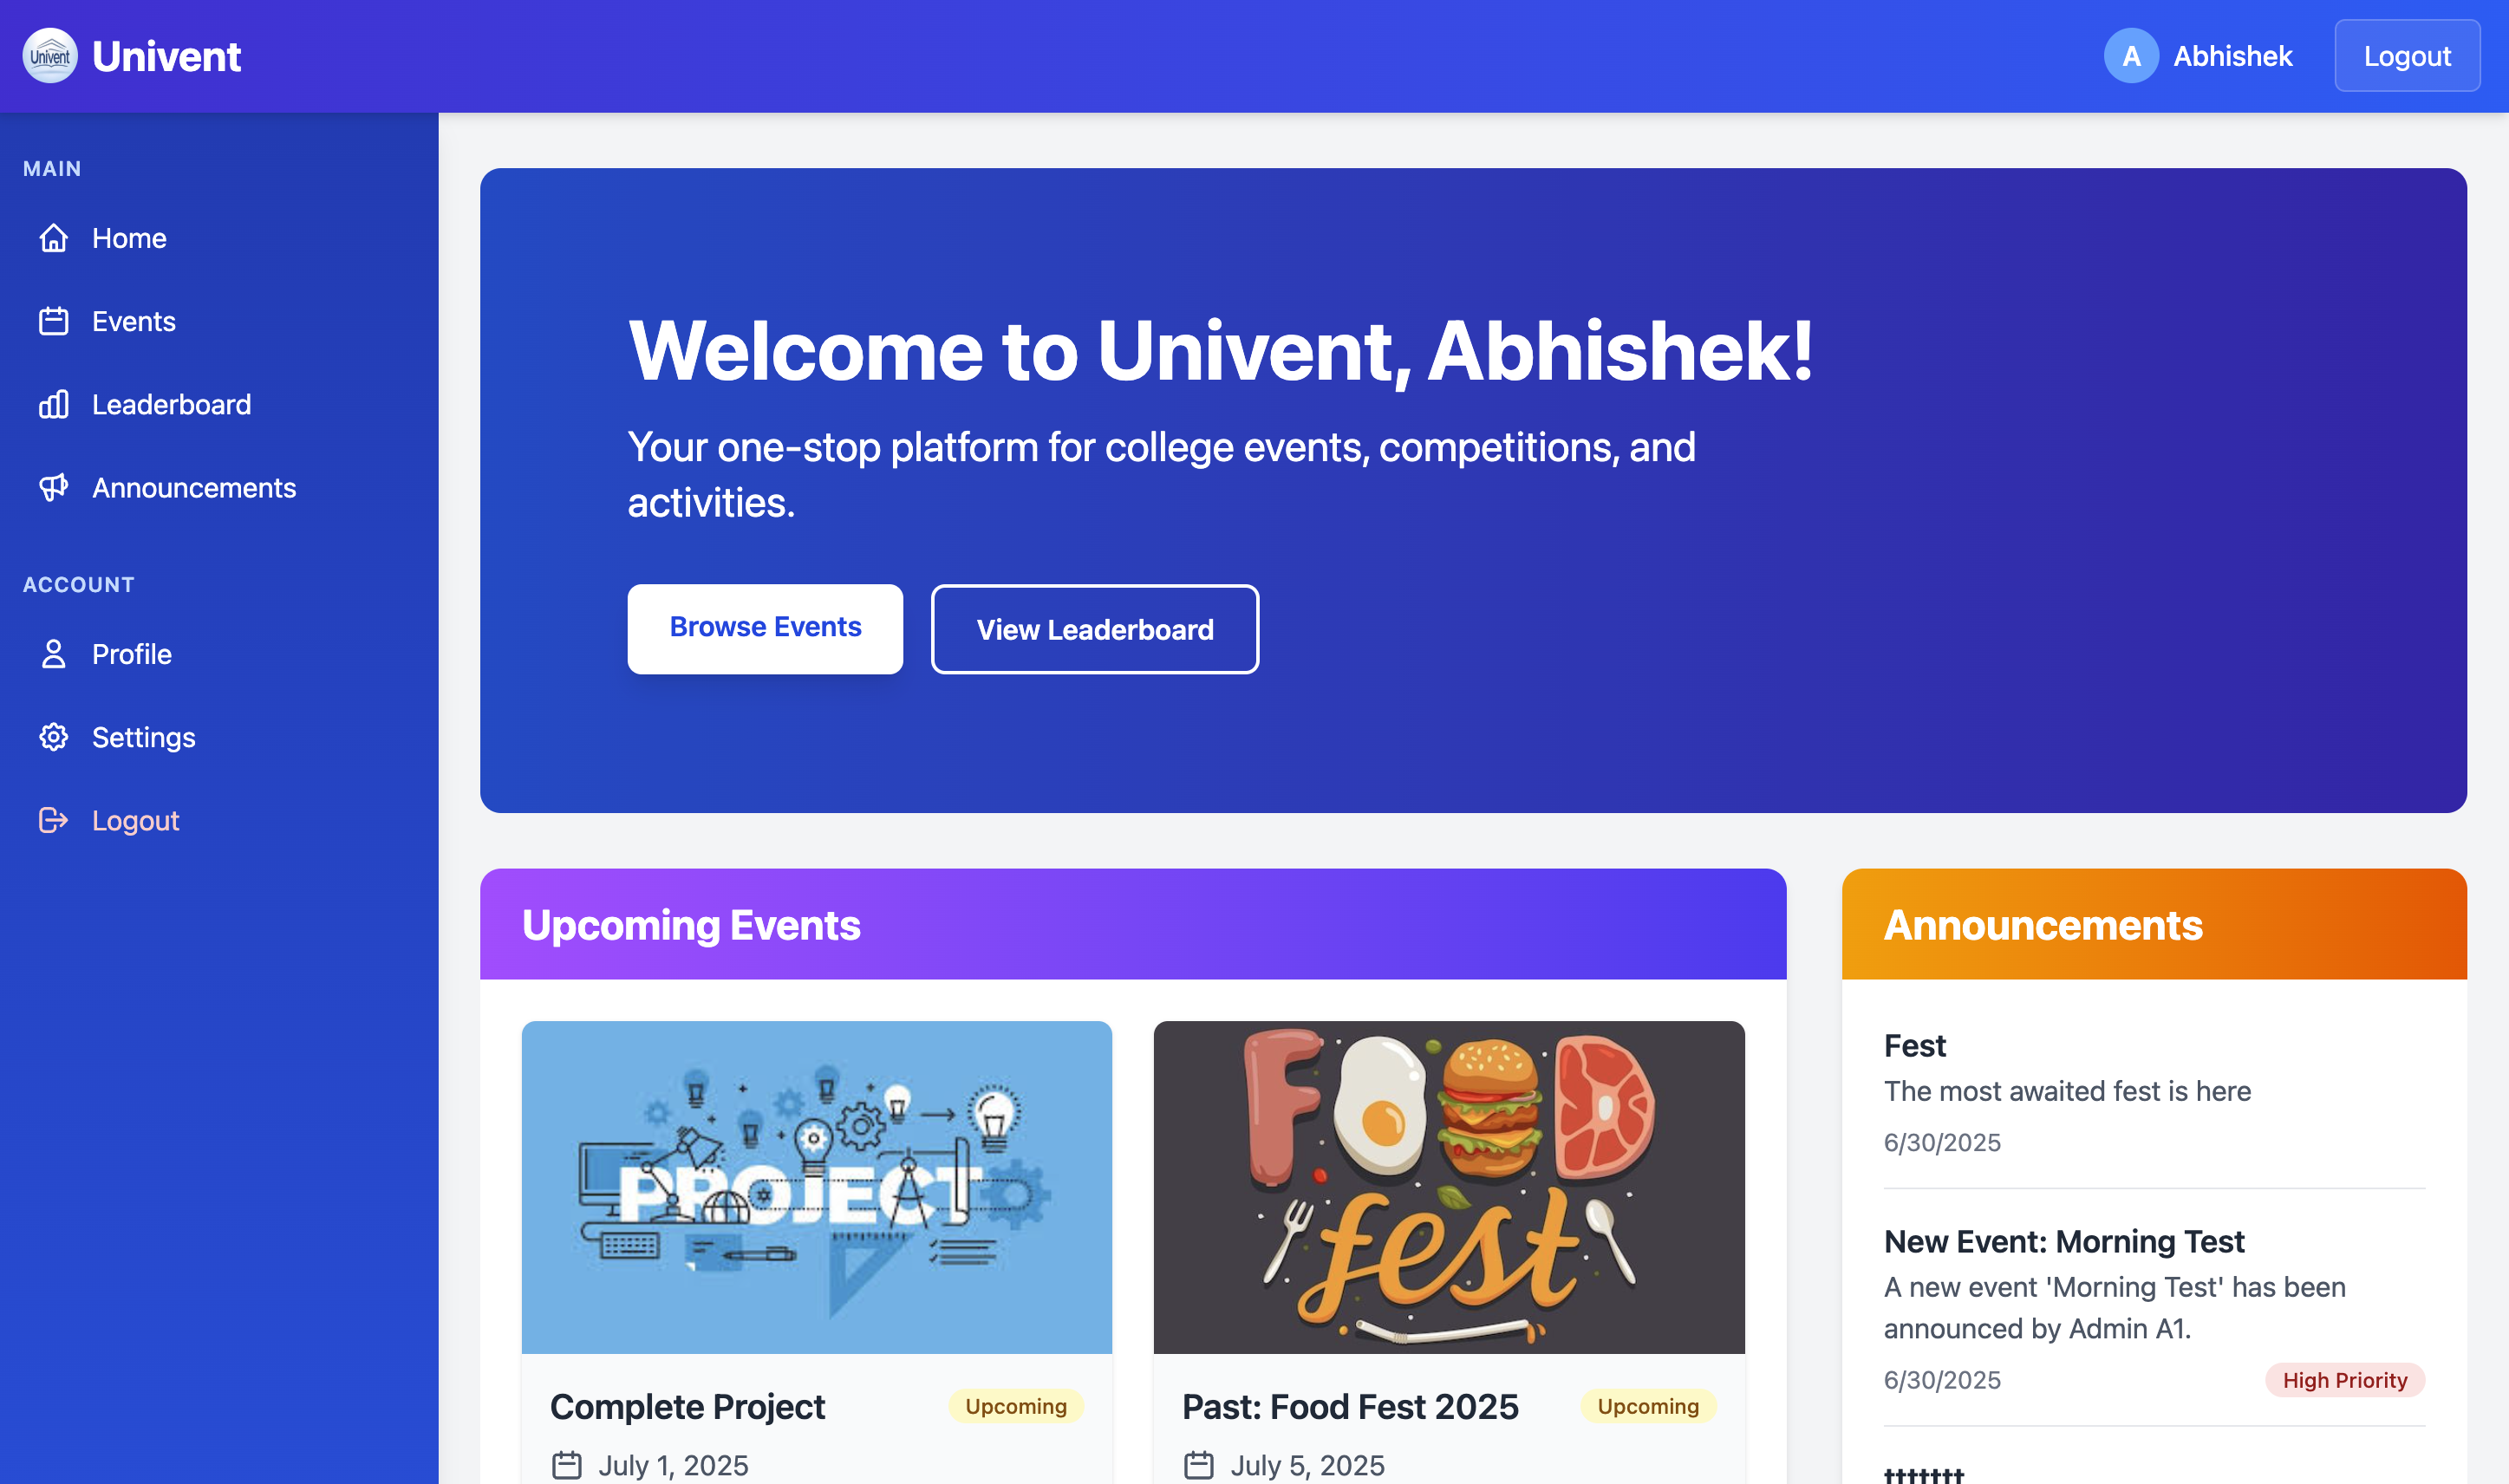 Univent
Univent
A
Abhishek
Logout
MAIN
Home
Events
Leaderboard
Announcements
ACCOUNT
Profile
Settings
Logout
Welcome to Univent, Abhishek!
Your one-stop platform for college events, competitions, and
activities.
Browse Events
View Leaderboard
Upcoming Events
PROJECT
Complete Project
Upcoming
July 1, 2025
FOOD
fest
Past: Food Fest 2025
Upcoming
July 5, 2025
Announcements
Fest
The most awaited fest is here
6/30/2025
New Event: Morning Test
A new event 'Morning Test' has been
announced by Admin A1.
6/30/2025
High Priority